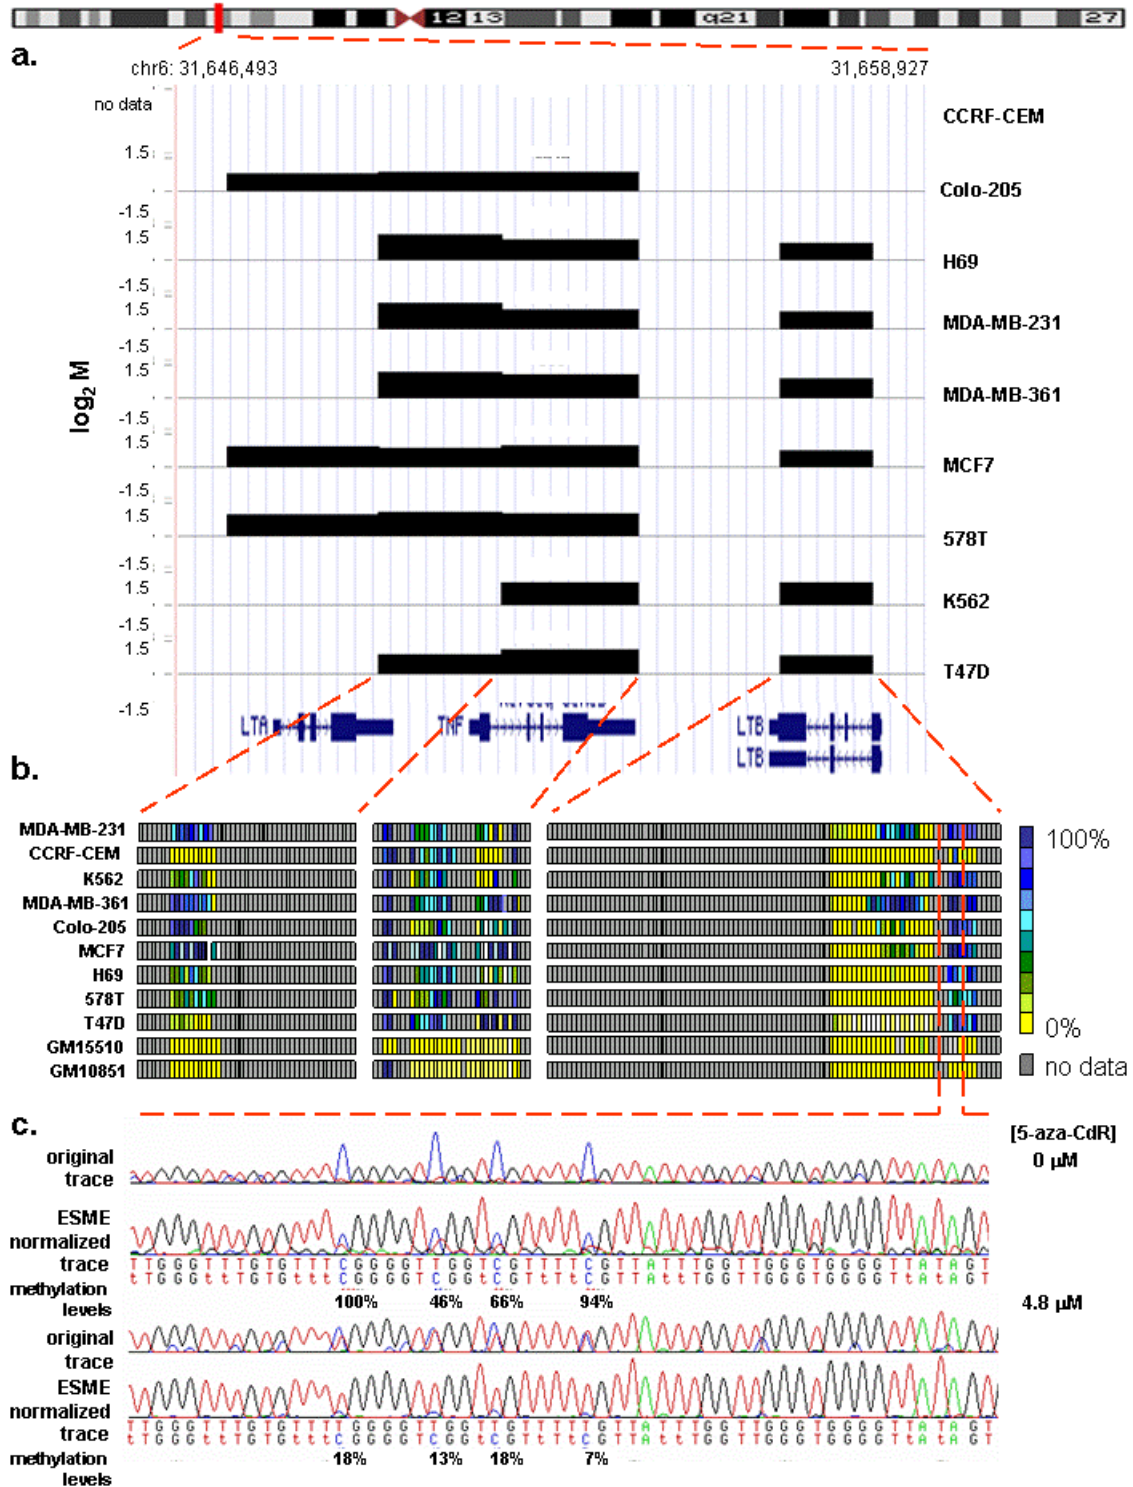 12 13 q21 27
a.
chr6: 31,646,493 31,658,927
no data
CCRF-CEM
1.5
Colo-205
-1.5
1.5
H69
-1.5
1.5
MDA-MB-231
-1.5
1.5
MDA-MB-361
-1.5
1.5
MCF7
-1.5
1.5
578T
-1.5
1.5
K562
-1.5
1.5
T47D
-1.5
log2 M
LTA TNF LTB
LTB
b.
MDA-MB-231
CCRF-CEM
K562
MDA-MB-361
Colo-205
MCF7
H69
578T
T47D
GM15510
GM10851
100%
0%
no data
c.
[5-aza-CdR]
0 µM
original
trace
ESME
normalized
trace
TTGGGTTTGTGTTTCGGGGTTGGTCGTTTTCGTTATTTGGTTGGGTGGGGTTATAGT
tTGGGttTGTGtttCGGGGTCGGtCGTtTtCGTTAtttGGTTGGGTGGGGTtAtAGT
methylation
levels
100% 46% 66% 94%
4.8 µM
original
trace
ESME
normalized
trace
TTGGGTTTGTGTTTTGGGGTTGGTTGTTTTTGTTATTTGGTTGGGTGGGGTTATAGT
tTGGGttTGTGtttCGGGGTCGGtCGTtTtCGTTAtttGGTTGGGTGGGGTtAtAGT
methylation
levels
18% 13% 18% 7%